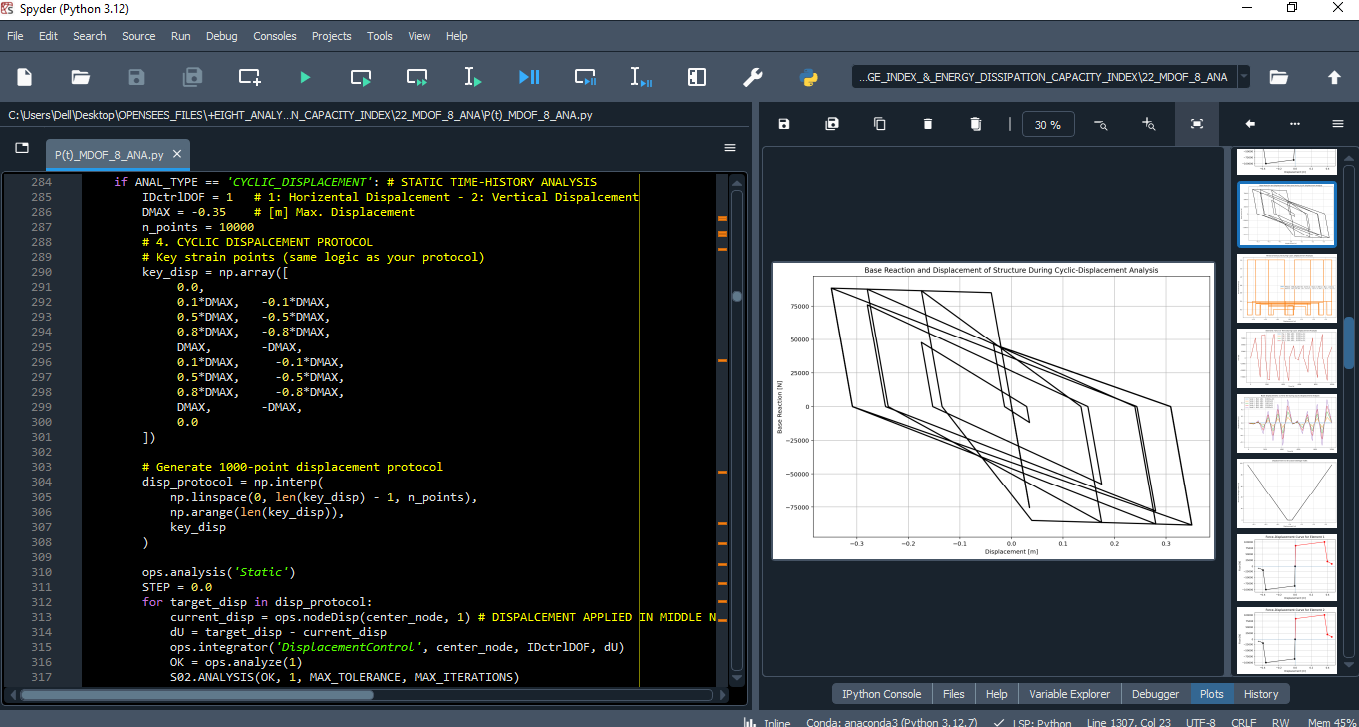 Spyder (Python 3.12)
File Edit Search Source Run Debug Consoles Projects Tools View Help
...GE_INDEX_&_ENERGY_DISSIPATION_CAPACITY_INDEX\22_MDOF_8_ANA
C:\Users\Dell\Desktop\OPENSEES_FILES\+EIGHT_ANALY...N_CAPACITY_INDEX\22_MDOF_8_ANA\P(t)_MDOF_8_ANA.py
P(t)_MDOF_8_ANA.py
284 if ANAL_TYPE == 'CYCLIC_DISPLACEMENT': # STATIC TIME-HISTORY ANALYSIS
285 IDctrlDOF = 1 # 1: Horizental Dispalcement - 2: Vertical Dispalcement
286 DMAX = -0.35 # [m] Max. Displacement
287 n_points = 10000
288 # 4. CYCLIC DISPALCEMENT PROTOCOL
289 # Key strain points (same logic as your protocol)
290 key_disp = np.array([
291 0.0,
292 0.1*DMAX, -0.1*DMAX,
293 0.5*DMAX, -0.5*DMAX,
294 0.8*DMAX, -0.8*DMAX,
295 DMAX, -DMAX,
296 0.1*DMAX, -0.1*DMAX,
297 0.5*DMAX, -0.5*DMAX,
298 0.8*DMAX, -0.8*DMAX,
299 DMAX, -DMAX,
300 0.0
301 ])
302
303 # Generate 1000-point displacement protocol
304 disp_protocol = np.interp(
305 np.linspace(0, len(key_disp) - 1, n_points),
306 np.arange(len(key_disp)),
307 key_disp
308 )
309
310 ops.analysis('Static')
311 STEP = 0.0
312 for target_disp in disp_protocol:
313 current_disp = ops.nodeDisp(center_node, 1) # DISPALCEMENT APPLIED IN MIDDLE N
314 dU = target_disp - current_disp
315 ops.integrator('DisplacementControl', center_node, IDctrlDOF, dU)
316 OK = ops.analyze(1)
317 S02.ANALYSIS(OK, 1, MAX_TOLERANCE, MAX_ITERATIONS)
30 %
Base Reaction and Displacement of Structure During Cyclic-Displacement Analysis
Base Reaction [N]
75000
50000
25000
0
−25000
−50000
−75000
−0.3 −0.2 −0.1 0.0 0.1 0.2 0.3
Displacement [m]
Force-Displacement Curve for Element 1
Force-Displacement Curve for Element 2
IPython Console Files Help Variable Explorer Debugger Plots History
Inline Conda: anaconda3 (Python 3.12.7) ✓ LSP: Python Line 1307, Col 23 UTF-8 CRLF RW Mem 45%